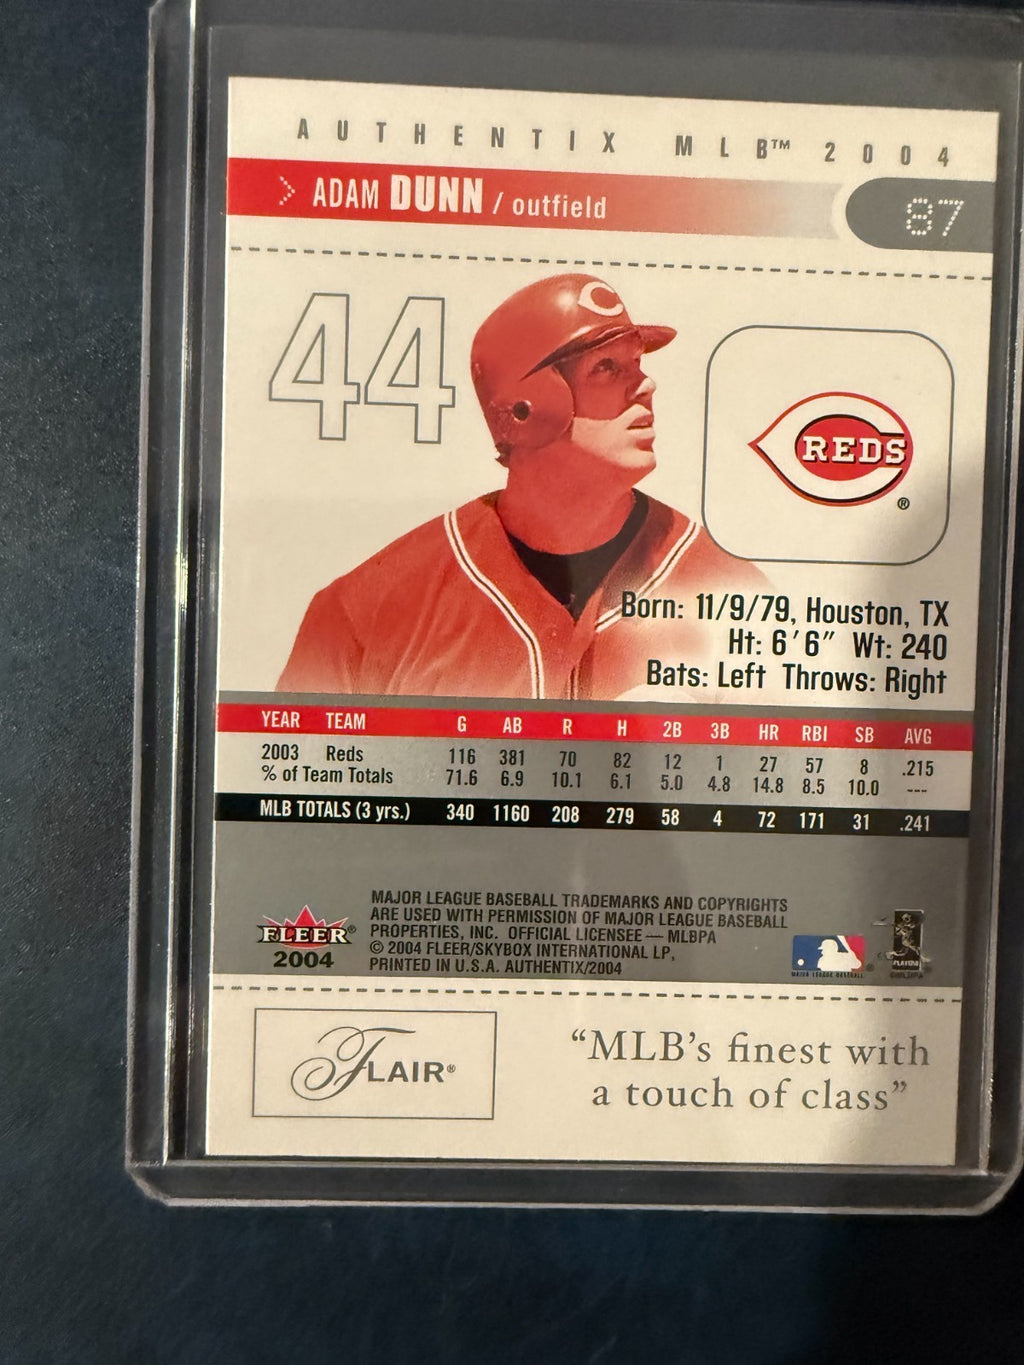 AUTHENTIX MLB™ 2004
> ADAM DUNN / outfield
87
44
C
REDS®
Born: 11/9/79, Houston, TX
Ht: 6'6" Wt: 240
Bats: Left Throws: Right
YEAR TEAM G AB R H 2B 3B HR RBI SB AVG
2003 Reds 116 381 70 82 12 1 27 57 8 .215
% of Team Totals 71.6 6.9 10.1 6.1 5.0 4.8 14.8 8.5 10.0 ---
MLB TOTALS (3 yrs.) 340 1160 208 279 58 4 72 171 31 .241
FLEER®
2004
MAJOR LEAGUE BASEBALL TRADEMARKS AND COPYRIGHTS
ARE USED WITH PERMISSION OF MAJOR LEAGUE BASEBALL
PROPERTIES, INC. OFFICIAL LICENSEE — MLBPA
© 2004 FLEER/SKYBOX INTERNATIONAL LP,
PRINTED IN U.S.A. AUTHENTIX/2004
MAJOR LEAGUE BASEBALL®
PLAYERS
FLAIR®
“MLB's finest with
a touch of class”